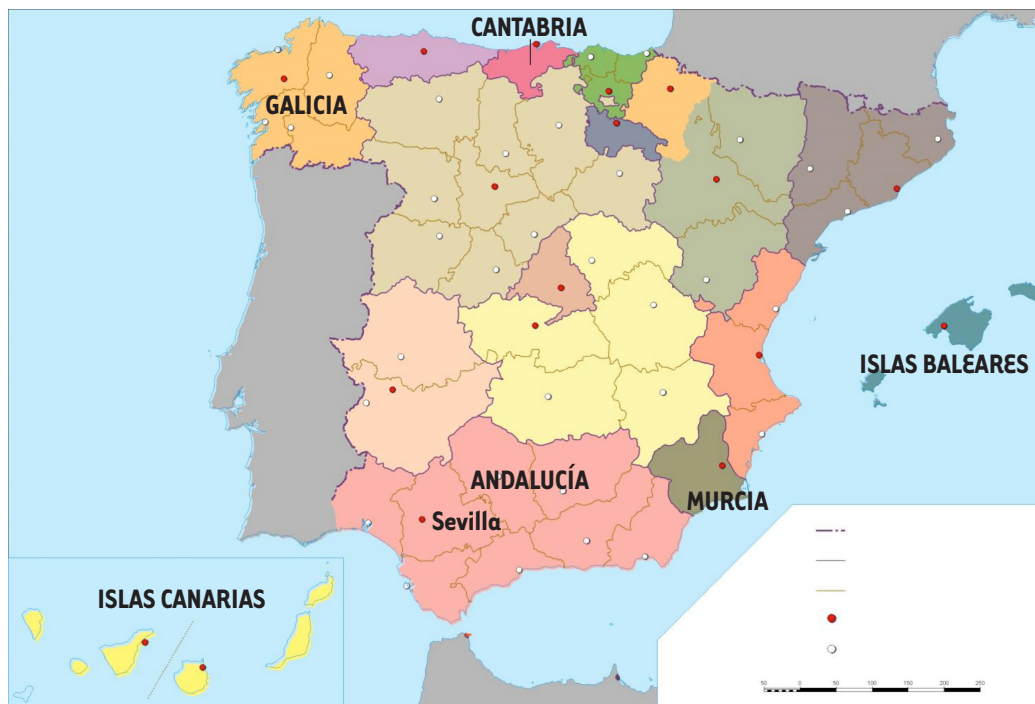 CANTABRIA
GALICIA
ISLAS BALEARES
ANDALUCÍA
MURCIA
Sevilla
ISLAS CANARIAS
50 0 50 100 150 200 250